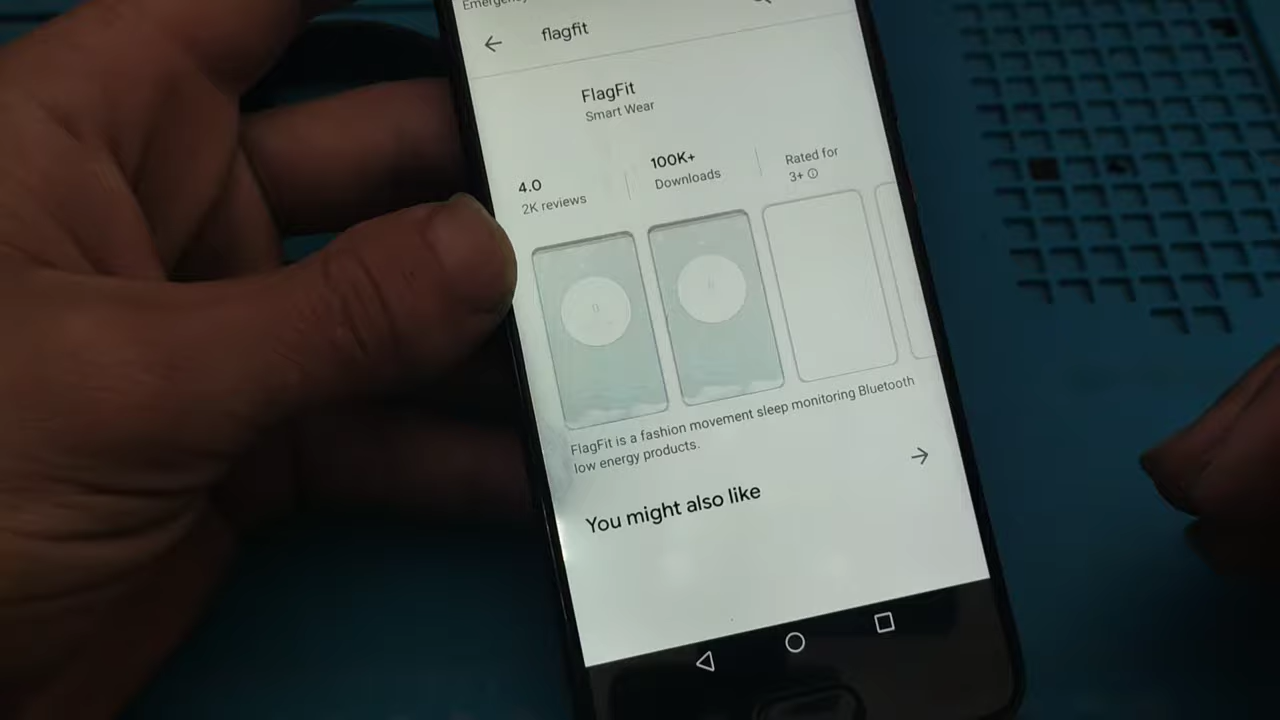 Emergency
flagfit
FlagFit
Smart Wear
4.0
2K reviews
100K+
Downloads
Rated for
3+
FlagFit is a fashion movement sleep monitoring Bluetooth
low energy products.
You might also like